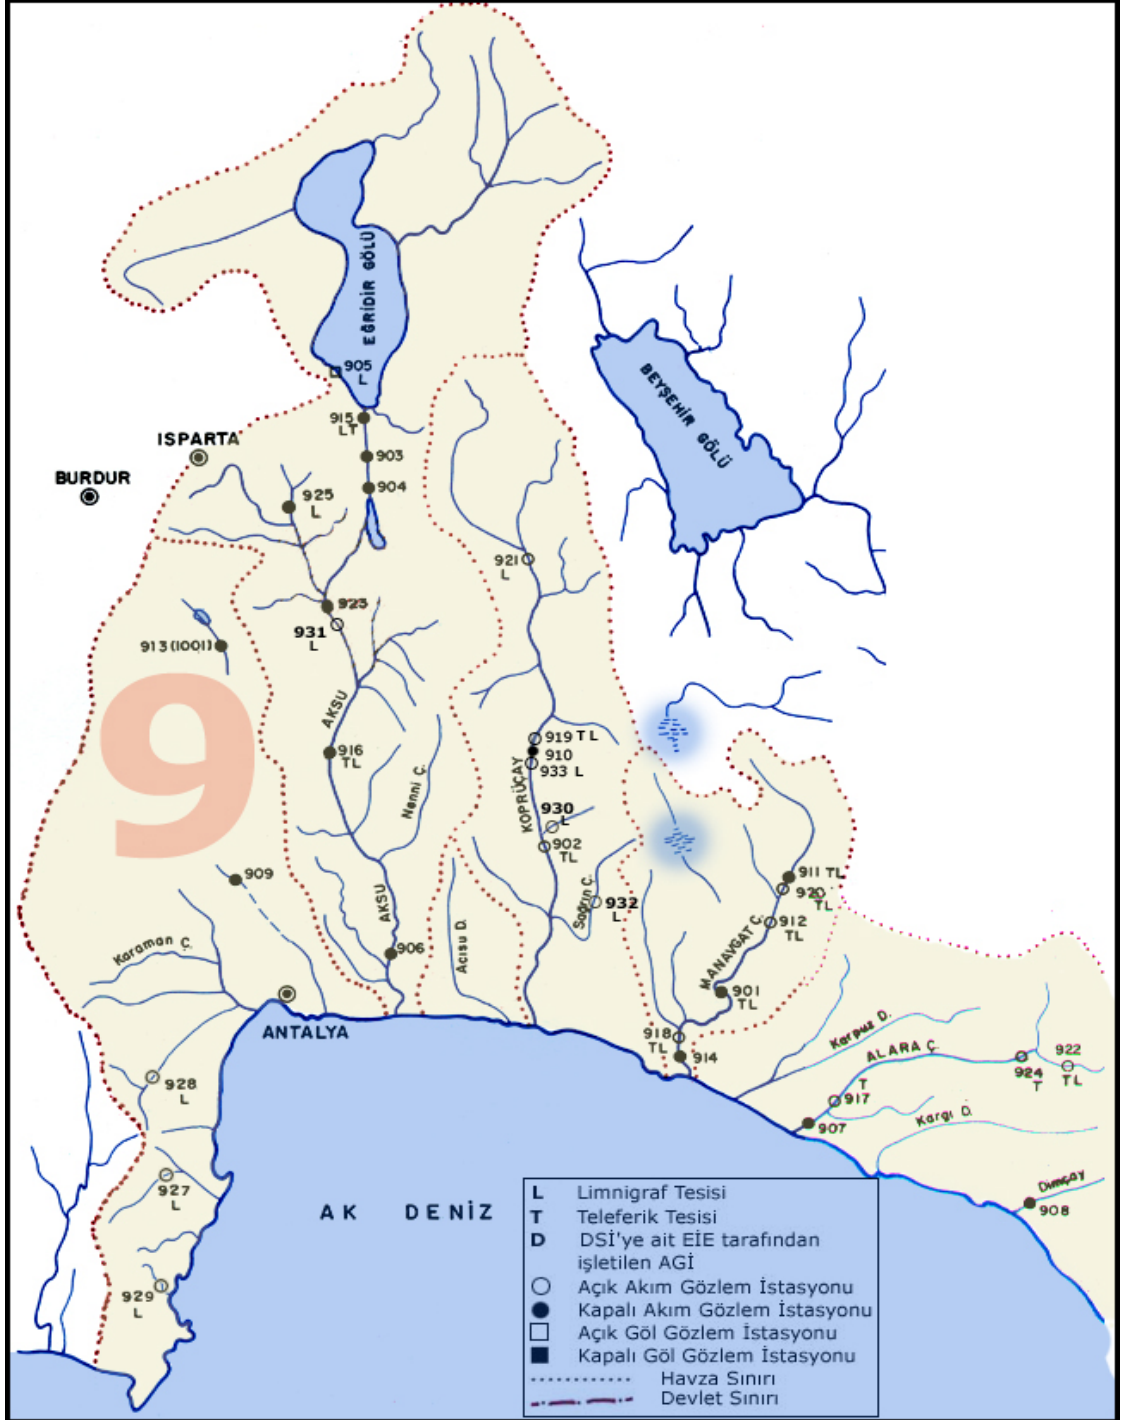 EĞRİDİR GÖLÜ
905
L
BEYŞEHİR GÖLÜ
915
LT
ISPARTA
903
BURDUR
904
925
L
921
L
923
931
L
913(1001)
9
AKSU
919 TL
910
933 L
916
TL
KOPRÜÇAY
Nenni Ç.
930
L
902
TL
909
911 TL
920
TL
Sağrın Ç.
932
L
AKSU
912
TL
MANAVGAT Ç.
Karaman Ç.
906
Acısu D.
901
TL
ANTALYA
918
TL
914
Karpuz D.
ALARA Ç.
922
TL
924
T
928
L
T
917
Kargı D.
907
927
L
Dimçay
908
AK DENİZ
929
L
L Limnigraf Tesisi
T Teleferik Tesisi
D DSİ'ye ait EİE tarafından
işletilen AGİ
Açık Akım Gözlem İstasyonu
Kapalı Akım Gözlem İstasyonu
Açık Göl Gözlem İstasyonu
Kapalı Göl Gözlem İstasyonu
Havza Sınırı
Devlet Sınırı